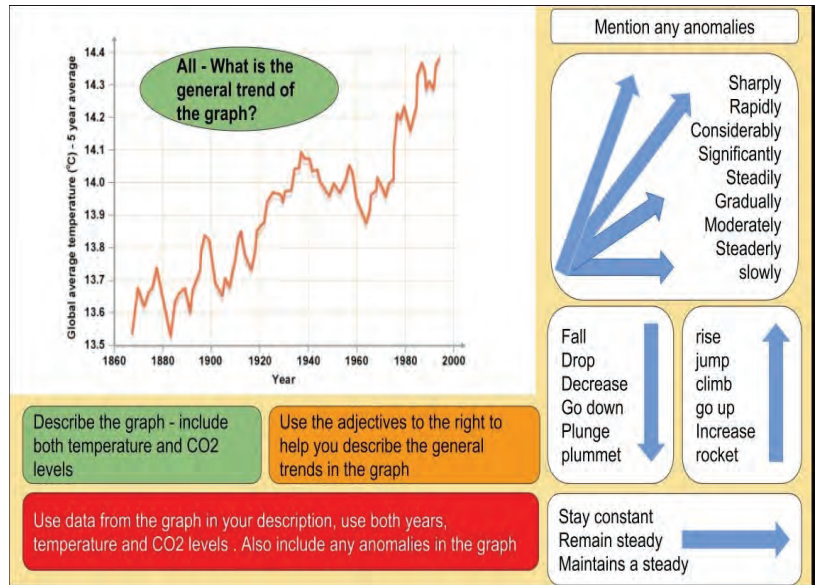 All - What is the
general trend of
the graph?
Global average temperature (°C) - 5 year average
14.4
14.3
14.2
14.1
14.0
13.9
13.8
13.7
13.6
13.5
1860
1880
1900
1920
1940
1960
1980
2000
Year
Mention any anomalies
Sharply
Rapidly
Considerably
Significantly
Steadily
Gradually
Moderately
Steaderly
slowly
Fall
Drop
Decrease
Go down
Plunge
plummet
rise
jump
climb
go up
Increase
rocket
Describe the graph - include
both temperature and CO2
levels
Use the adjectives to the right to
help you describe the general
trends in the graph
Use data from the graph in your description, use both years,
temperature and CO2 levels . Also include any anomalies in the graph
Stay constant
Remain steady
Maintains a steady